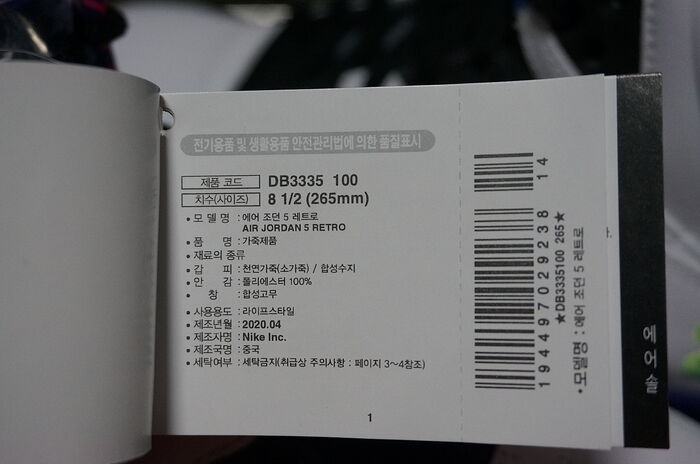 전기용품 및 생활용품 안전관리법에 의한 품질표시
제품 코드 DB3335 100
치수(사이즈) 8 1/2 (265mm)
• 모 델 명 : 에어 조던 5 레트로
AIR JORDAN 5 RETRO
• 품 명 : 가죽제품
• 재료의 종류
• 갑 피 : 천연가죽(소가죽) / 합성수지
• 안 감 : 폴리에스터 100%
• 창 : 합성고무
• 사용용도 : 라이프스타일
• 제조년월 : 2020.04
• 제조자명 : Nike Inc.
• 제조국명 : 중국
• 세탁여부 : 세탁금지(취급상 주의사항 : 페이지 3~4참조)
1
14
194497029238
★DB3335100 265★
• 모델명 : 에어 조던 5 레트로
에어솔